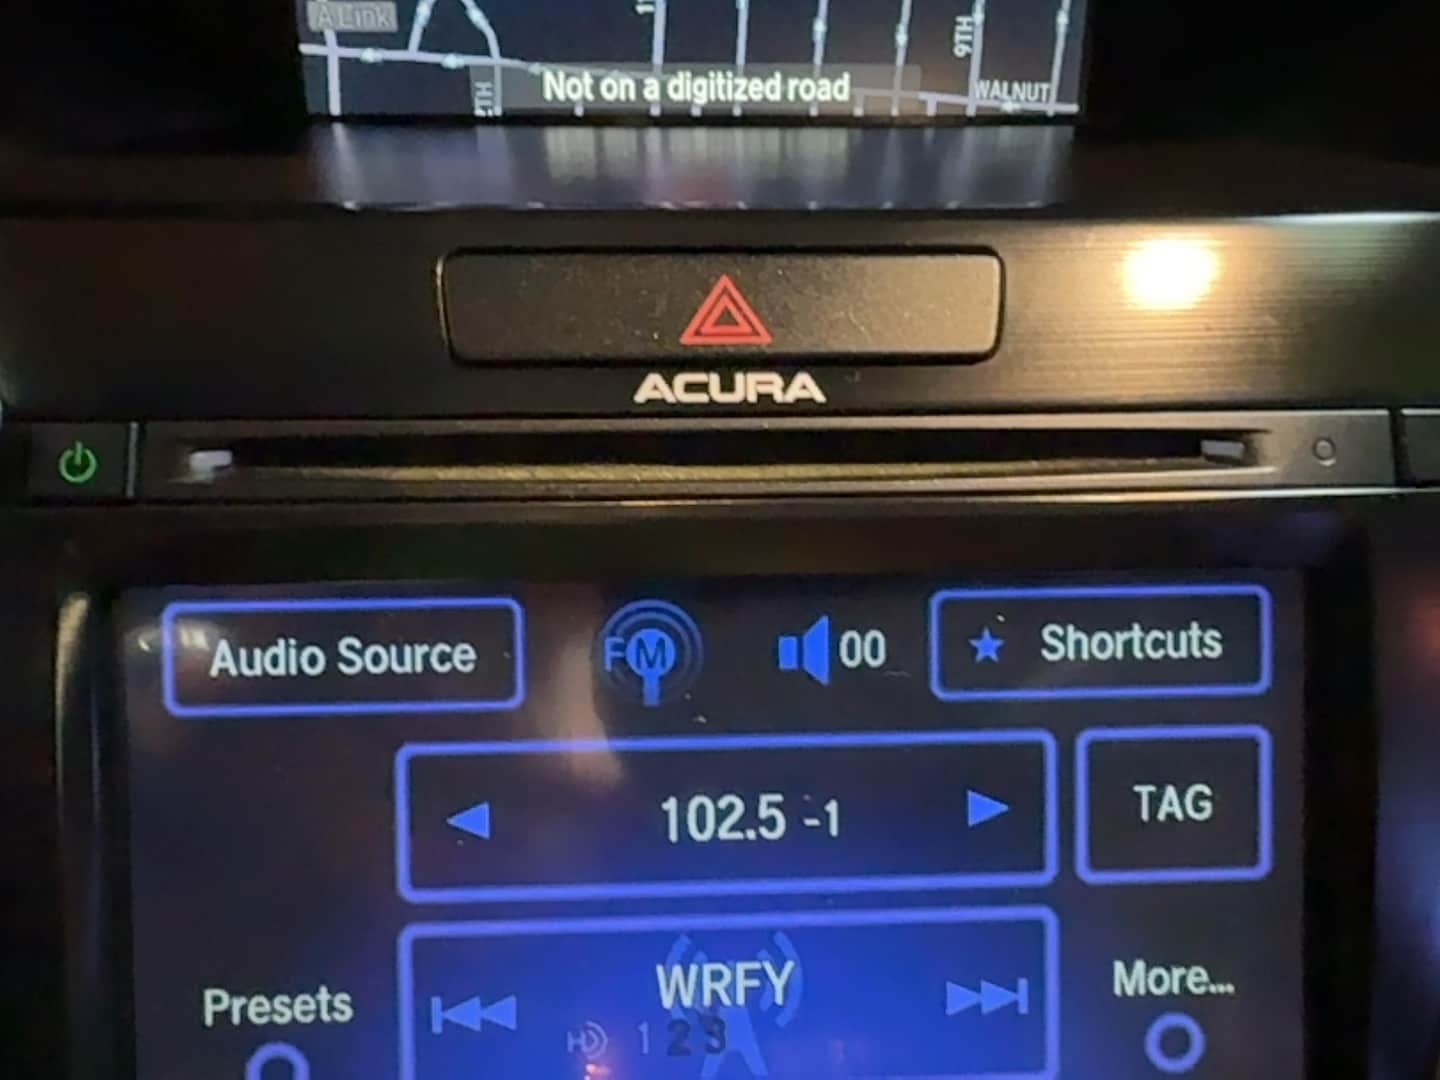 A Link
9TH
WALNUT
Not on a digitized road
ACURA
Audio Source
FM
00
Shortcuts
102.5 -1
TAG
Presets
WRFY
More...
HD 1 2 3